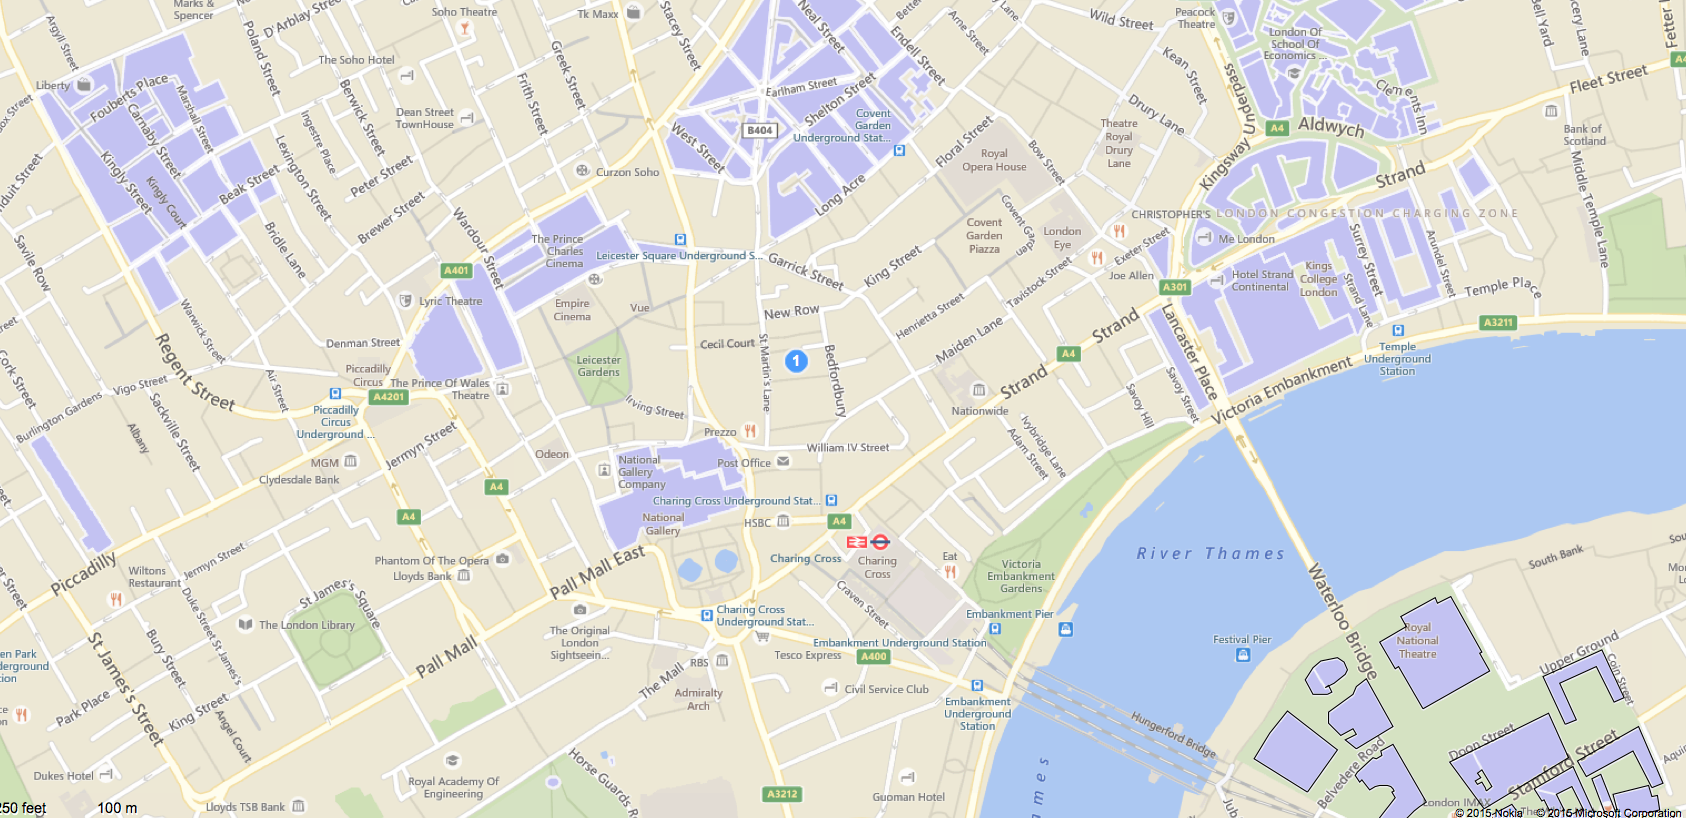 Marks &
Spencer
Argyll Street
Poland Street
D'Arblay Street
Soho Theatre
Tk Maxx
Stacey Street
Neal Street
Endell Street
Arne Street
Wild Street
Peacock
Theatre
London Of
School Of
Economics ...
Bell Yard
Fleet Street
The Soho Hotel
Greek Street
Kean Street
Kingsway Underpass
Clements Inn
Liberty
Fouberts Place
Marshall Street
Berwick Street
Frith Street
Earlham Street
Shelton Street
Carnaby Street
Ingestre Place
Dean Street
TownHouse
B404
West Street
Covent
Garden
Underground Stat...
Floral Street
Drury Lane
Theatre
Royal
Drury
Lane
A4
Aldwych
Bank of
Scotland
Kingly Street
Lexington Street
Peter Street
Curzon Soho
Royal
Opera House
Bow Street
Strand
Middle Temple Lane
Kingly Court
Beak Street
Brewer Street
Wardour Street
Long Acre
Covent Garden
CHRISTOPHER'S
LONDON CONGESTION CHARGING ZONE
Bridle Lane
The Prince
Charles
Cinema
Leicester Square Underground S...
Covent
Garden
Piazza
London
Eye
Exeter Street
Me London
Surrey Street
Arundel Street
Savile Row
A401
Garrick Street
King Street
Tavistock Street
Joe Allen
Hotel Strand
Continental
Kings
College
London
Strand Lane
Temple Place
Lyric Theatre
Empire
Cinema
Vue
New Row
Henrietta Street
A301
A3211
Warwick Street
Regent Street
Denman Street
Cecil Court
St Martin's Lane
1
Bedfordbury
Maiden Lane
Strand
A4
Lancaster Place
Temple
Underground
Station
Cork Street
Vigo Street
Air Street
Piccadilly
Circus
The Prince Of Wales
Theatre
A4201
Leicester
Gardens
Irving Street
Strand
Nationwide
Savoy Hill
Savoy Street
Victoria Embankment
Burlington Gardens
Sackville Street
Albany
Piccadilly
Circus
Underground ...
Jermyn Street
Odeon
Prezzo
William IV Street
Adam Street
Ivybridge Lane
MGM
Clydesdale Bank
National
Gallery
Company
Post Office
A4
A4
Charing Cross Underground Stat...
National
Gallery
HSBC
A4
Piccadilly
Jermyn Street
Phantom Of The Opera
Lloyds Bank
Pall Mall East
Charing Cross
Charing
Cross
Eat
Victoria
Embankment
Gardens
River Thames
South Bank
Wiltons
Restaurant
Duke Street St James's
St James's Square
The London Library
Craven Street
Charing Cross
Underground Stat...
Embankment Pier
Waterloo Bridge
Festival Pier
Royal
National
Theatre
Upper Ground
Coin Street
St James's Street
Bury Street
Pall Mall
The Original
London
Sightseein...
Tesco Express
Embankment Underground Station
A400
RBS
The Mall
Admiralty
Arch
Civil Service Club
Embankment
Underground
Station
Hungerford Bridge
Park Place
King Street
Angel Court
Doon Street
Stamford Street
Belvedere Road
Dukes Hotel
Royal Academy Of
Engineering
Horse Guards R
Guoman Hotel
A3212
Lloyds TSB Bank
London IMAX
250 feet
100 m
© 2015 Nokia
© 2015 Microsoft Corporation